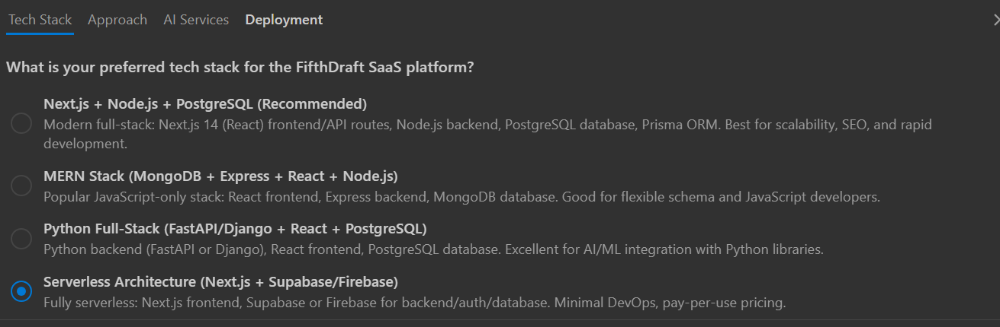 Tech Stack Approach AI Services Deployment
What is your preferred tech stack for the FifthDraft SaaS platform?
Next.js + Node.js + PostgreSQL (Recommended)
Modern full-stack: Next.js 14 (React) frontend/API routes, Node.js backend, PostgreSQL database, Prisma ORM. Best for scalability, SEO, and rapid
development.
MERN Stack (MongoDB + Express + React + Node.js)
Popular JavaScript-only stack: React frontend, Express backend, MongoDB database. Good for flexible schema and JavaScript developers.
Python Full-Stack (FastAPI/Django + React + PostgreSQL)
Python backend (FastAPI or Django), React frontend, PostgreSQL database. Excellent for AI/ML integration with Python libraries.
Serverless Architecture (Next.js + Supabase/Firebase)
Fully serverless: Next.js frontend, Supabase or Firebase for backend/auth/database. Minimal DevOps, pay-per-use pricing.